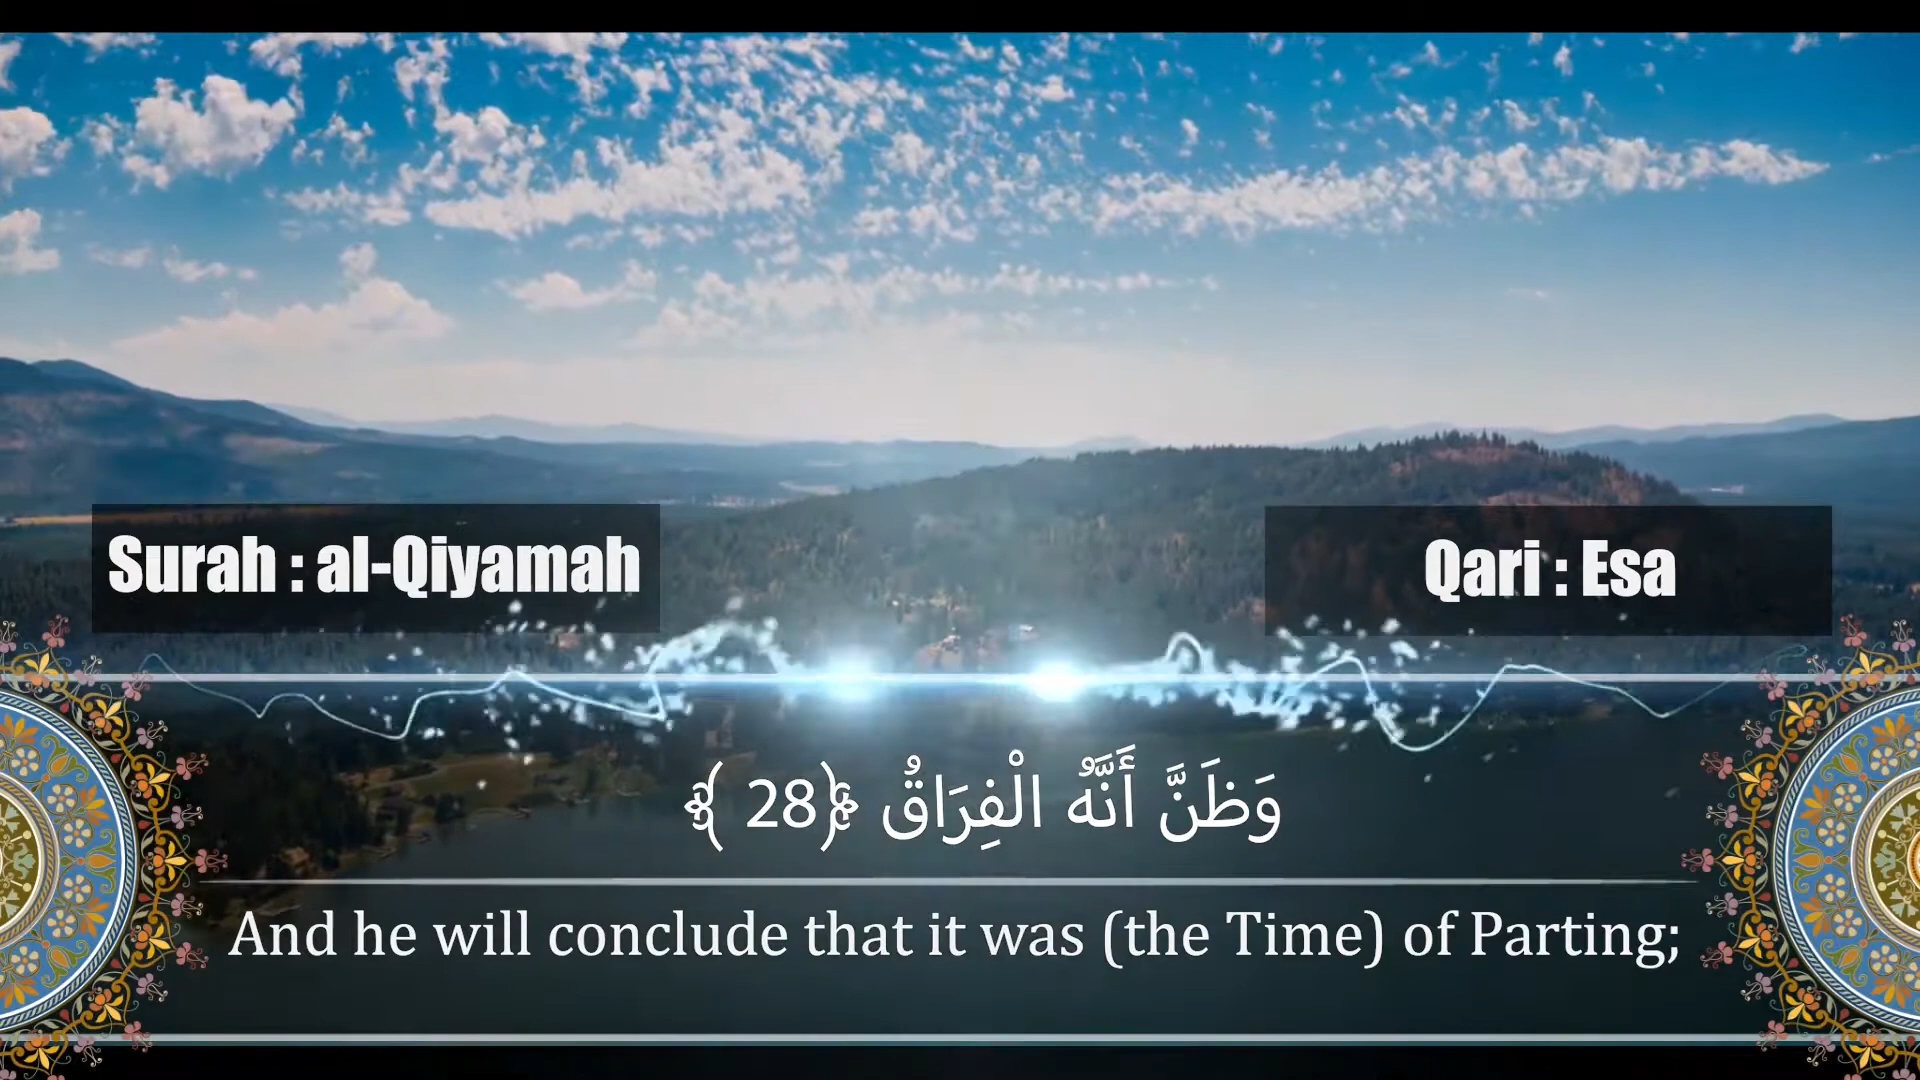 Surah : al-Qiyamah
Qari : Esa
وَظَنَّ أَنَّهُ الْفِرَاقُ ﴿28 ﴾
And he will conclude that it was (the Time) of Parting;